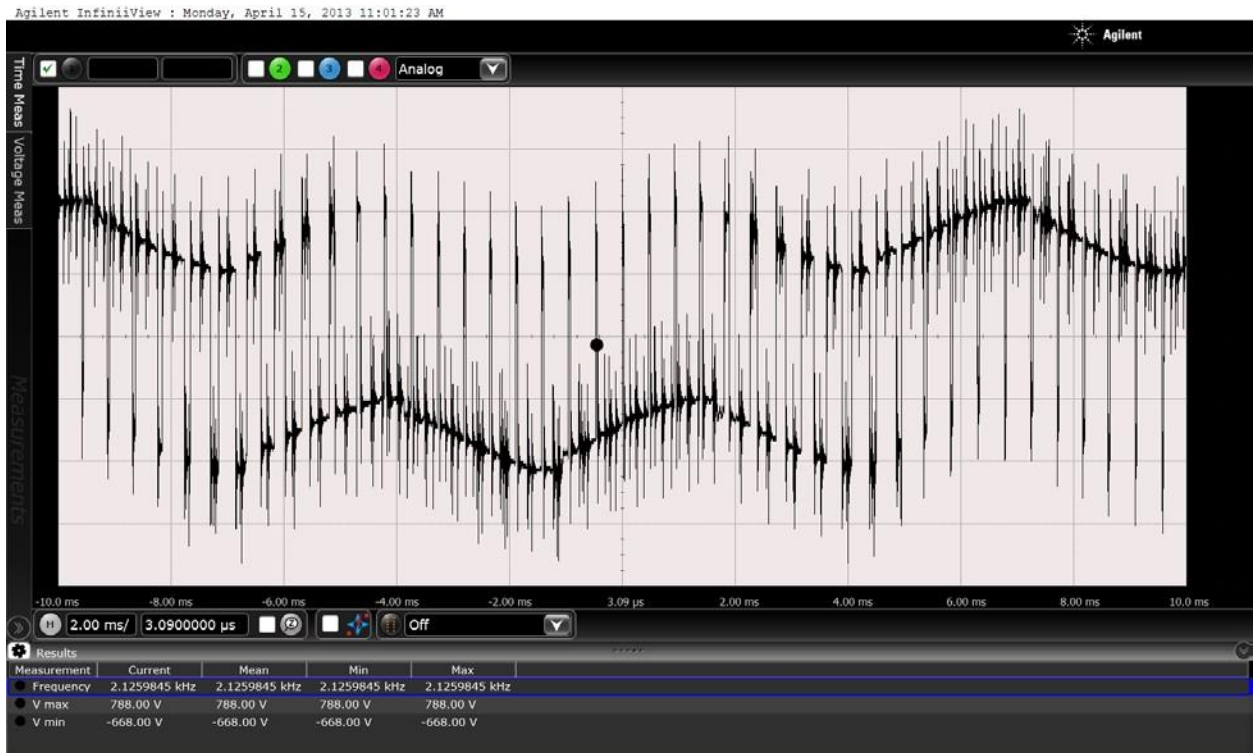 Agilent InfiniiView : Monday, April 15, 2013 11:01:23 AM
Agilent
Time Meas
Voltage Meas
Measurements
2 3 4 Analog
-10.0 ms -8.00 ms -6.00 ms -4.00 ms -2.00 ms 3.09 µs 2.00 ms 4.00 ms 6.00 ms 8.00 ms 10.0 ms
H 2.00 ms/ 3.0900000 µs Z Off
Results
Measurement Current Mean Min Max
Frequency 2.1259845 kHz 2.1259845 kHz 2.1259845 kHz 2.1259845 kHz
V max 788.00 V 788.00 V 788.00 V 788.00 V
V min -668.00 V -668.00 V -668.00 V -668.00 V